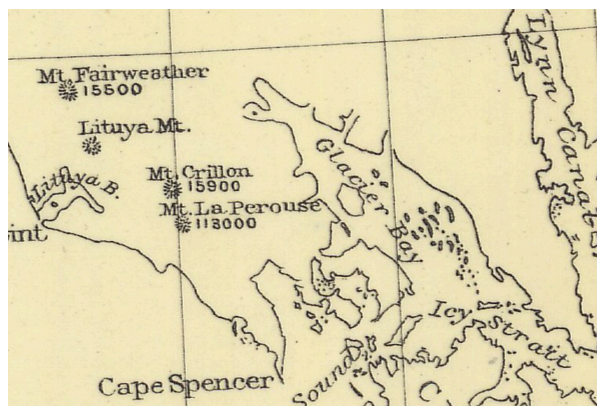 Mt. Fairweather
15500
Lituya Mt.
Lituya B.
Mt. Crillon
15900
Mt. La Perouse
113000
int
Glacier Bay
Lynn Canal
Icy Strait
Sound
Cape Spencer
C